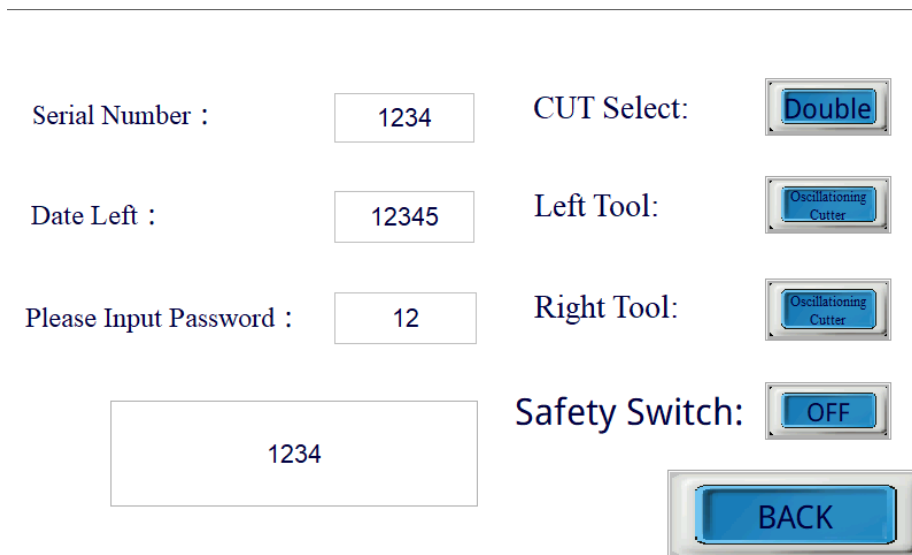 Serial Number：
1234
CUT Select:
Double
Date Left：
12345
Left Tool:
Oscillationing
Cutter
Please Input Password：
12
Right Tool:
Oscillationing
Cutter
1234
Safety Switch:
OFF
BACK